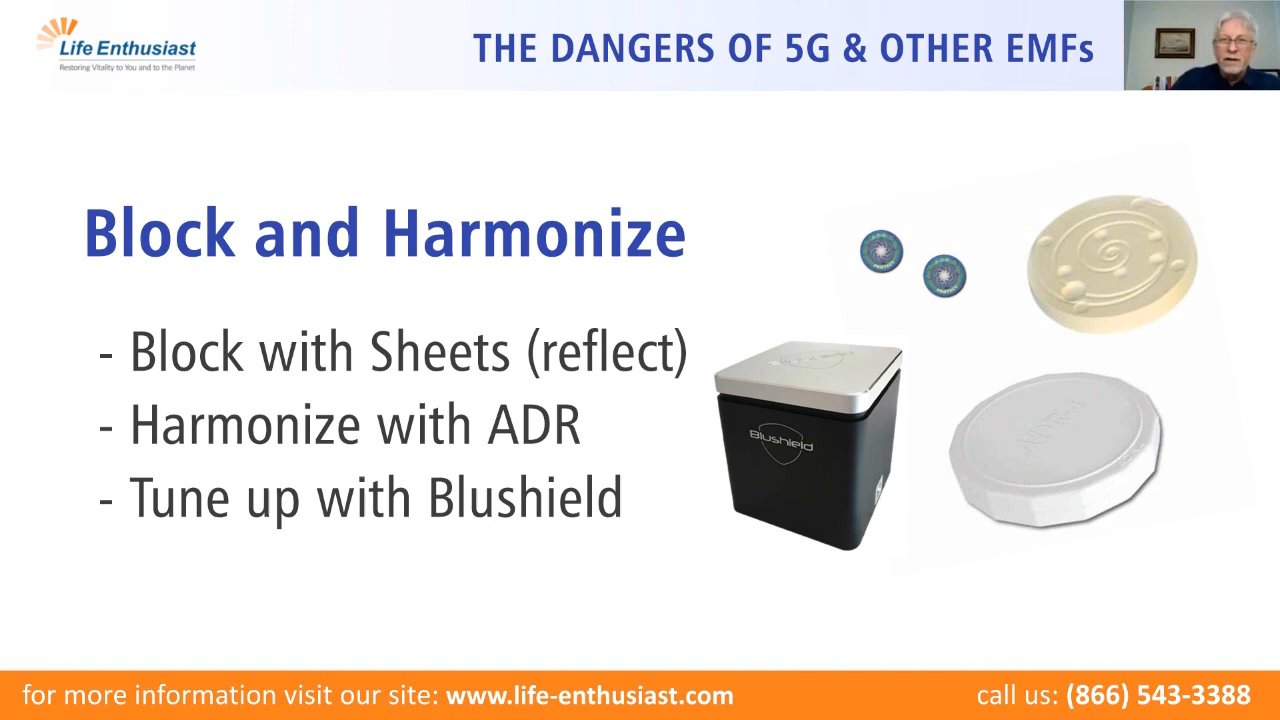 Life Enthusiast
Restoring Vitality to You and to the Planet
THE DANGERS OF 5G & OTHER EMFs
Block and Harmonize
- Block with Sheets (reflect)
- Harmonize with ADR
- Tune up with Blushield
Blushield
for more information visit our site: www.life-enthusiast.com
call us: (866) 543-3388